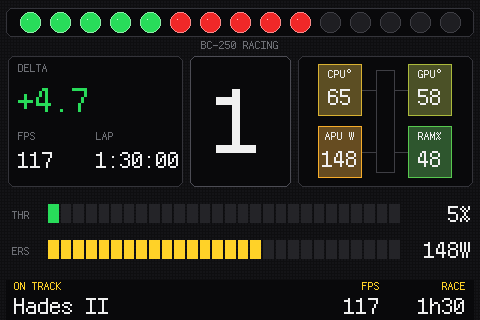 BC-250 RACING
DELTA
+4.7
FPS LAP
117 1:30:00
1
CPU° GPU°
65 58
APU W RAM%
148 48
THR 5%
ERS 148W
ON TRACK FPS RACE
Hades II 117 1h30